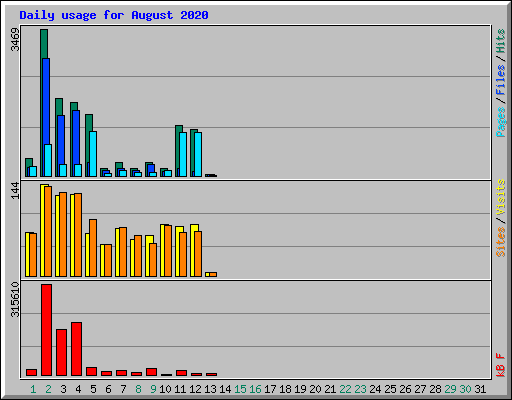 Daily usage for August 2020
3469
Pages/Files/Hits
144
Sites/Visits
315610
kB F
1 2 3 4 5 6 7 8 9 10 11 12 13 14 15 16 17 18 19 20 21 22 23 24 25 26 27 28 29 30 31